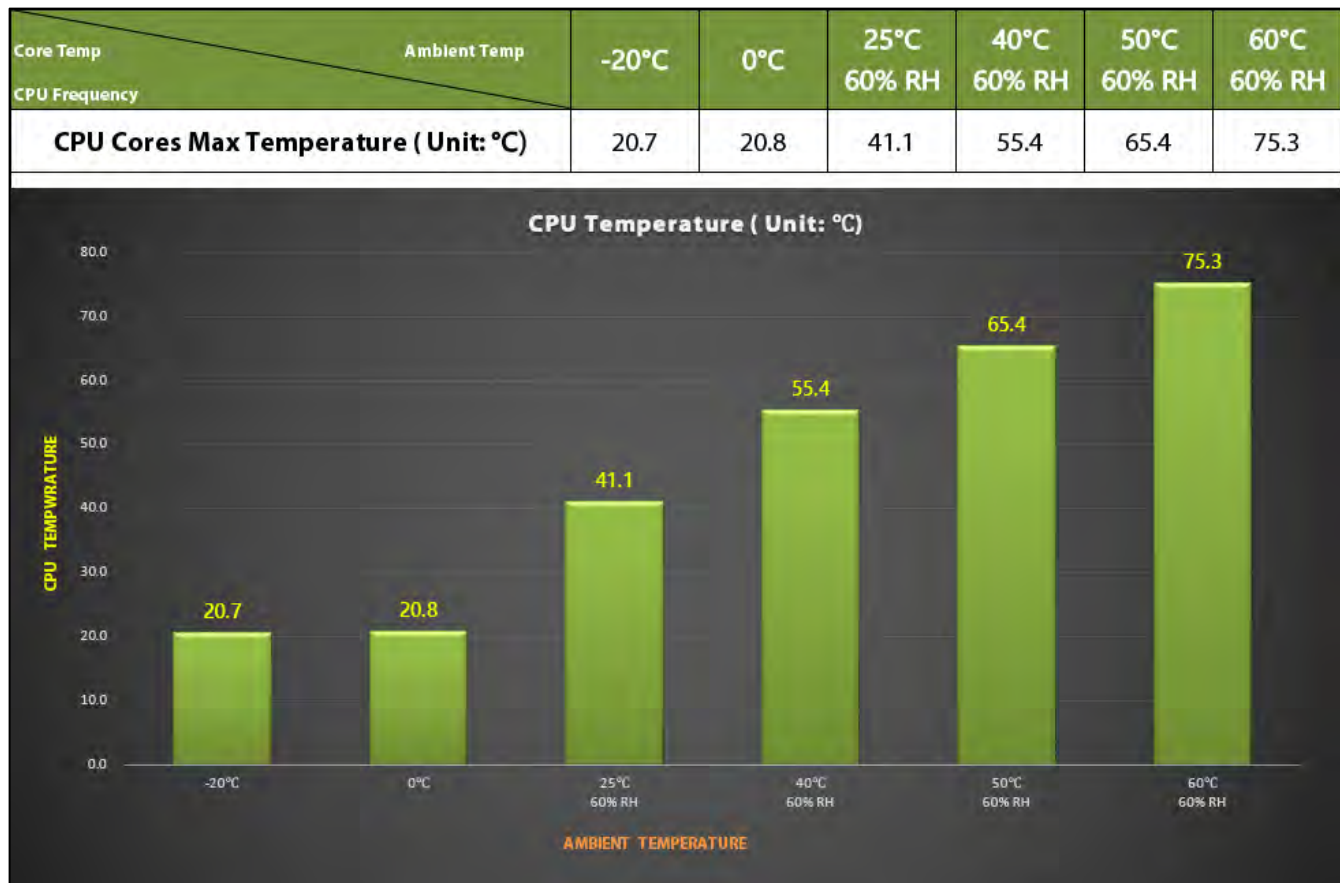 Core Temp Ambient Temp
CPU Frequency
-20°C 0°C 25°C 40°C 50°C 60°C
60% RH 60% RH 60% RH 60% RH
CPU Cores Max Temperature ( Unit: °C) 20.7 20.8 41.1 55.4 65.4 75.3
CPU Temperature ( Unit: ℃)
80.0
70.0
60.0
50.0
40.0
30.0
20.0
10.0
0.0
CPU TEMPWRATURE
20.7
20.8
41.1
55.4
65.4
75.3
-20°C 0°C 25°C 40°C 50°C 60°C
60% RH 60% RH 60% RH 60% RH
AMBIENT TEMPERATURE